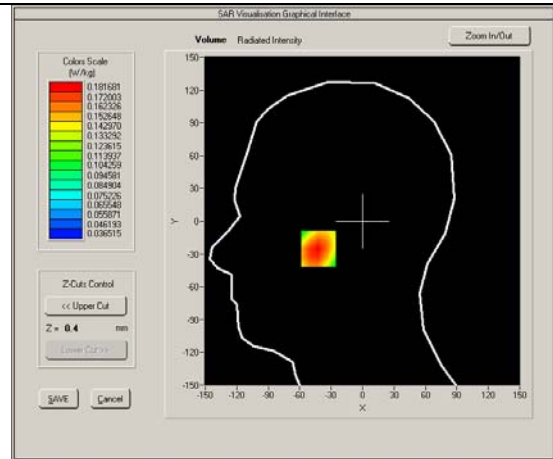 SAR Visualisation Graphical Interface
Volume Radiated Intensity
Zoom In/Out
Colors Scale
(W/kg)
0.181681
0.172003
0.162326
0.152648
0.142970
0.133292
0.123615
0.113937
0.104259
0.094581
0.084904
0.075226
0.065548
0.055871
0.046193
0.036515
Z-Cuts Control
<< Upper Cut
Z = 0.4 mm
Lower Cut >>
SAVE Cancel
150
120
90
60
30
0
-30
-60
-90
-120
-150
Y
-150 -120 -90 -60 -30 0 30 60 90 120 150
X